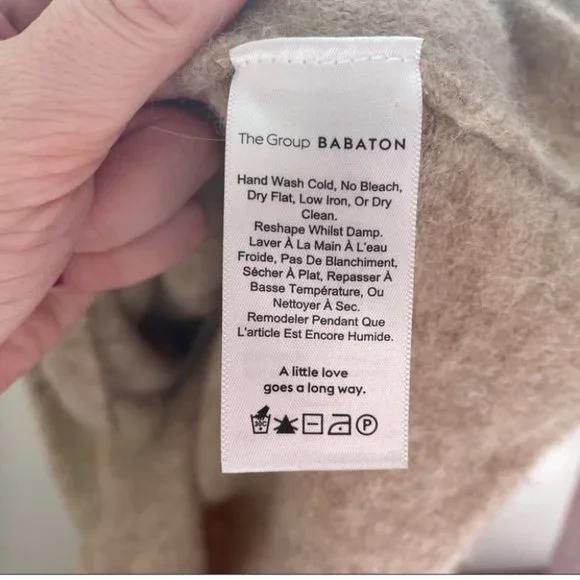 The Group BABATON
Hand Wash Cold, No Bleach,
Dry Flat, Low Iron, Or Dry
Clean.
Reshape Whilst Damp.
Laver À La Main À L'eau
Froide, Pas De Blanchiment,
Sécher À Plat, Repasser À
Basse Température, Ou
Nettoyer À Sec.
Remodeler Pendant Que
L'article Est Encore Humide.
A little love
goes a long way.
30C
P